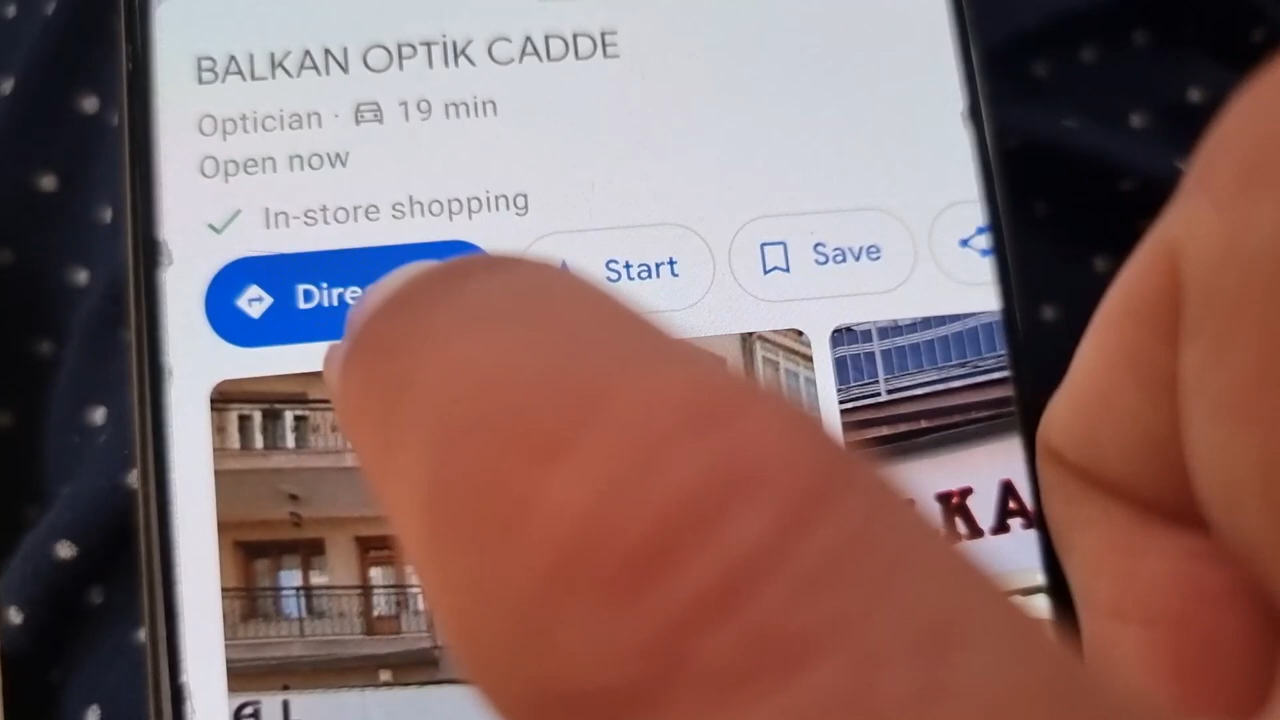 BALKAN OPTİK CADDE
Optician · 19 min
Open now
In-store shopping
Start
Save